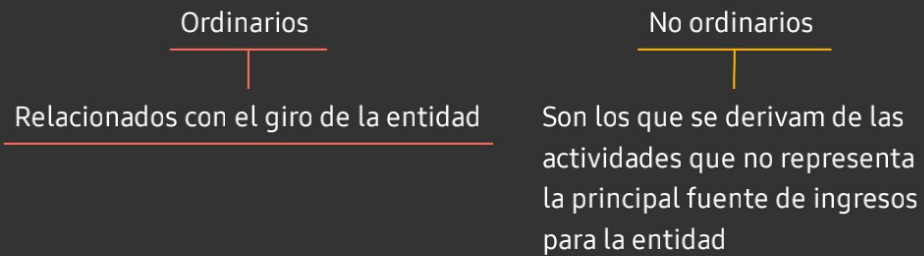 Ordinarios
Relacionados con el giro de la entidad
No ordinarios
Son los que se derivam de las
actividades que no representa
la principal fuente de ingresos
para la entidad